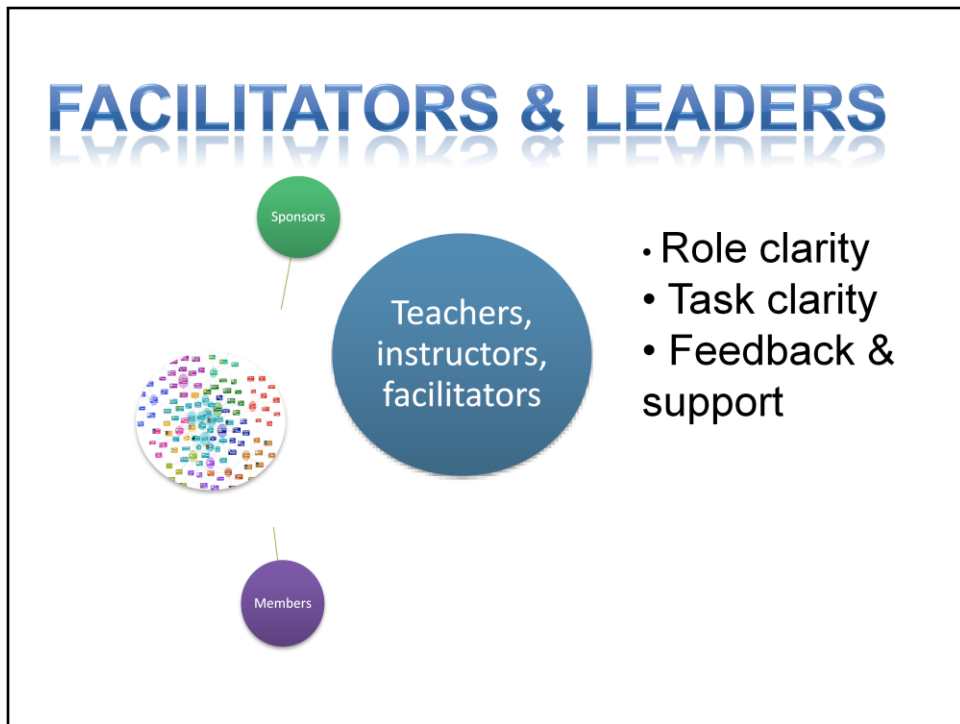 FACILITATORS & LEADERS
Sponsors
Teachers,
instructors,
facilitators
• Role clarity
• Task clarity
• Feedback &
support
Members